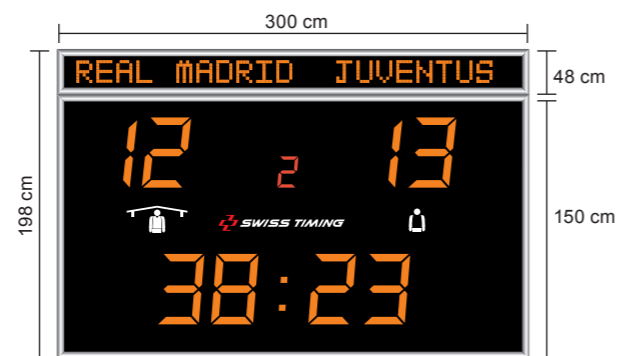 300 cm
REAL MADRID JUVENTUS
48 cm
12 2 13
198 cm
SWISS TIMING
150 cm
38:23